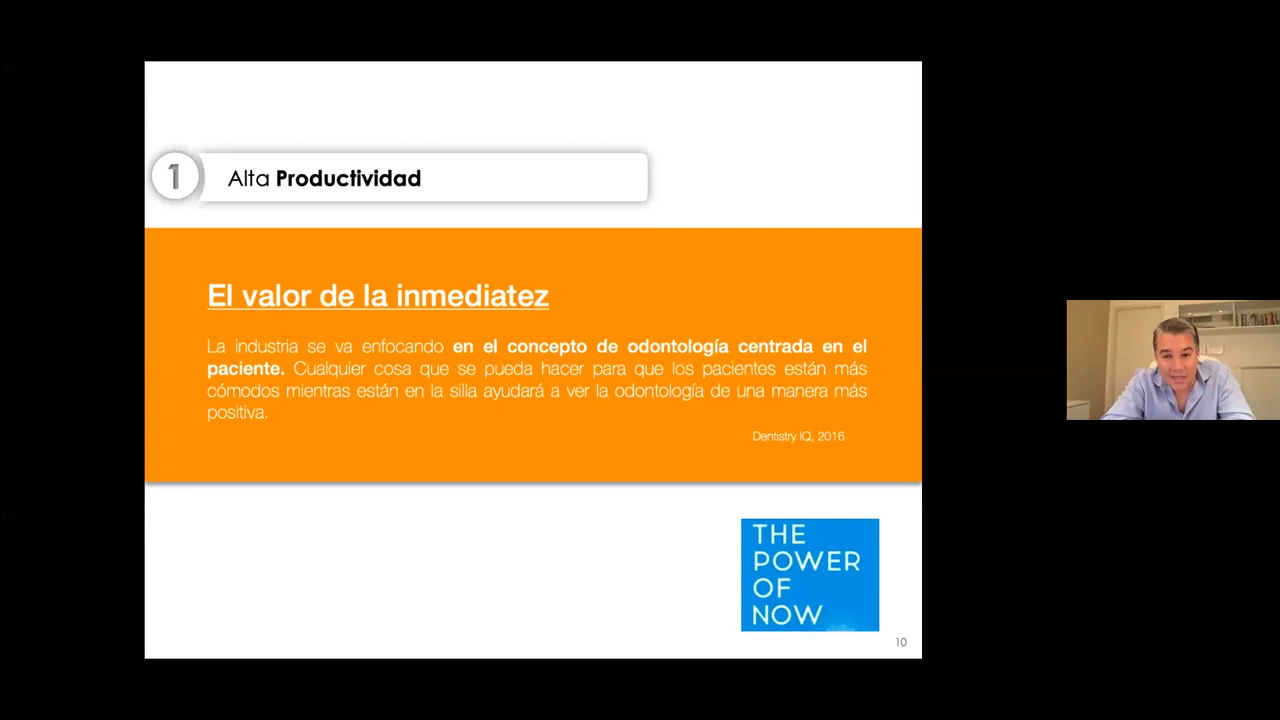 1
Alta Productividad
El valor de la inmediatez
La industria se va enfocando en el concepto de odontología centrada en el
paciente. Cualquier cosa que se pueda hacer para que los pacientes están más
cómodos mientras están en la silla ayudará a ver la odontología de una manera más
positiva.
Dentistry IQ, 2016
THE
POWER
OF
NOW
10